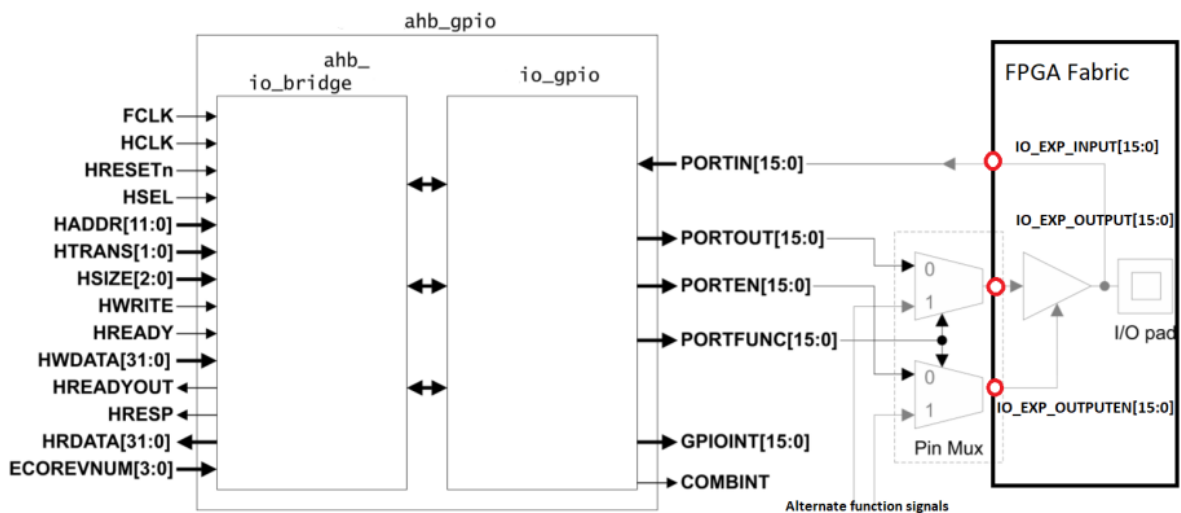 ahb_gpio
ahb_
io_bridge
io_gpio
FPGA Fabric
FCLK
HCLK
HRESETn
HSEL
HADDR[11:0]
HTRANS[1:0]
HSIZE[2:0]
HWRITE
HREADY
HWDATA[31:0]
HREADYOUT
HRESP
HRDATA[31:0]
ECOREVNUM[3:0]
PORTIN[15:0]
PORTOUT[15:0]
PORTEN[15:0]
PORTFUNC[15:0]
GPIOINT[15:0]
COMBINT
0
1
0
1
Pin Mux
Alternate function signals
IO_EXP_INPUT[15:0]
IO_EXP_OUTPUT[15:0]
I/O pad
IO_EXP_OUTPUTEN[15:0]